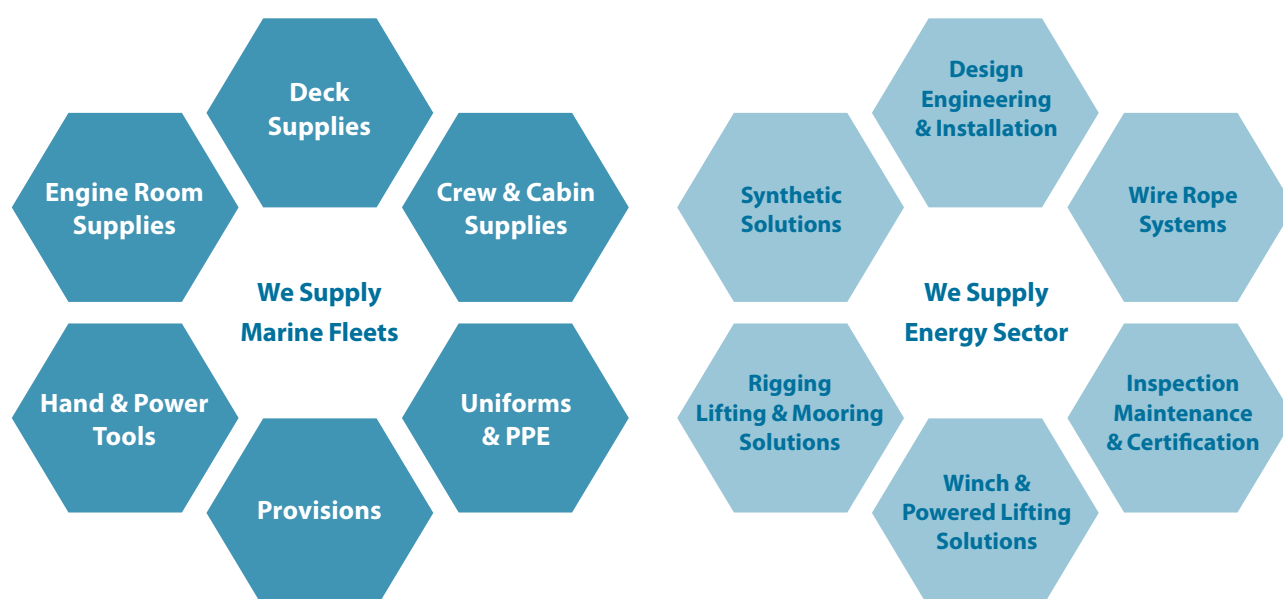 Deck
Supplies
Engine Room
Supplies
Crew & Cabin
Supplies
We Supply
Marine Fleets
Hand & Power
Tools
Uniforms
& PPE
Provisions
Design
Engineering
& Installation
Synthetic
Solutions
Wire Rope
Systems
We Supply
Energy Sector
Rigging
Lifting & Mooring
Solutions
Inspection
Maintenance
& Certification
Winch &
Powered Lifting
Solutions